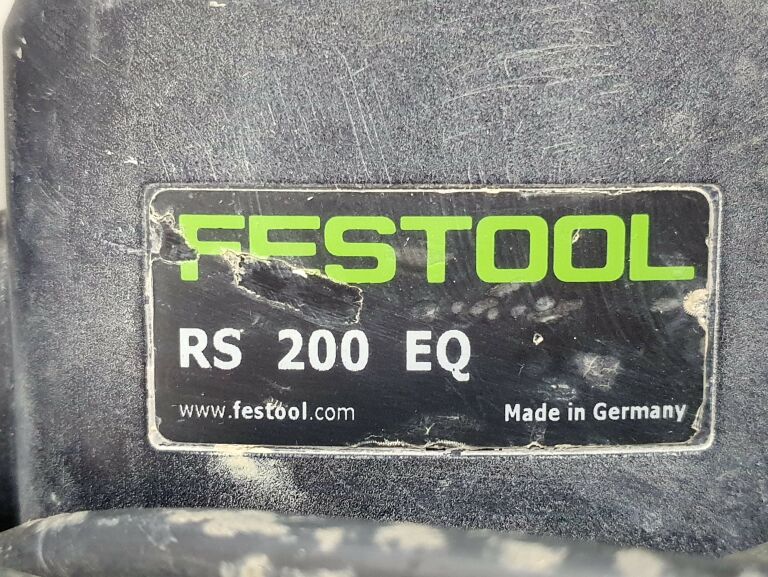 FESTOOL
RS 200 EQ
www.festool.com
Made in Germany